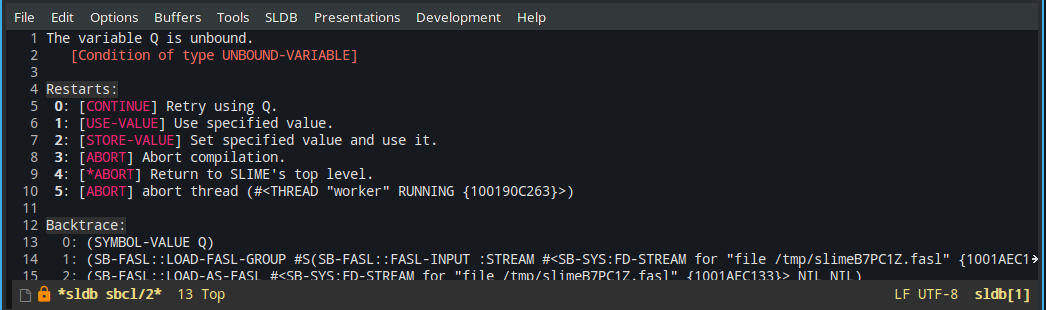 File Edit Options Buffers Tools SLDB Presentations Development Help
1 The variable Q is unbound.
2 [Condition of type UNBOUND-VARIABLE]
3
4 Restarts:
5 0: [CONTINUE] Retry using Q.
6 1: [USE-VALUE] Use specified value.
7 2: [STORE-VALUE] Set specified value and use it.
8 3: [ABORT] Abort compilation.
9 4: [*ABORT] Return to SLIME's top level.
10 5: [ABORT] abort thread (#<THREAD "worker" RUNNING {100190C263}>)
11
12 Backtrace:
13 0: (SYMBOL-VALUE Q)
14 1: (SB-FASL::LOAD-FASL-GROUP #S(SB-FASL::FASL-INPUT :STREAM #<SB-SYS:FD-STREAM for "file /tmp/slimeB7PC1Z.fasl" {1001AEC1
15 2: (SB-FASL::LOAD-AS-FASL #<SB-SYS:FD-STREAM for "file /tmp/slimeB7PC1Z.fasl" {1001AEC133}> NIL NIL)
*sldb sbcl/2* 13 Top LF UTF-8 sldb[1]